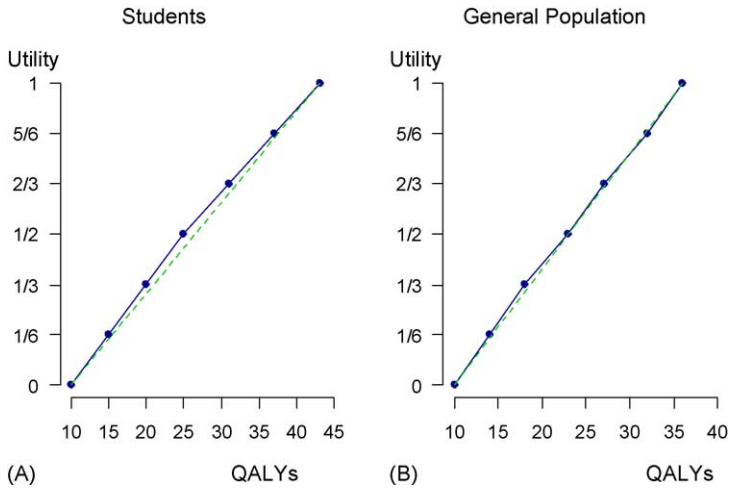 Students
Utility
1
5/6
2/3
1/2
1/3
1/6
0
10 15 20 25 30 35 40 45
(A) QALYs
General Population
Utility
1
5/6
2/3
1/2
1/3
1/6
0
10 15 20 25 30 35 40
(B) QALYs